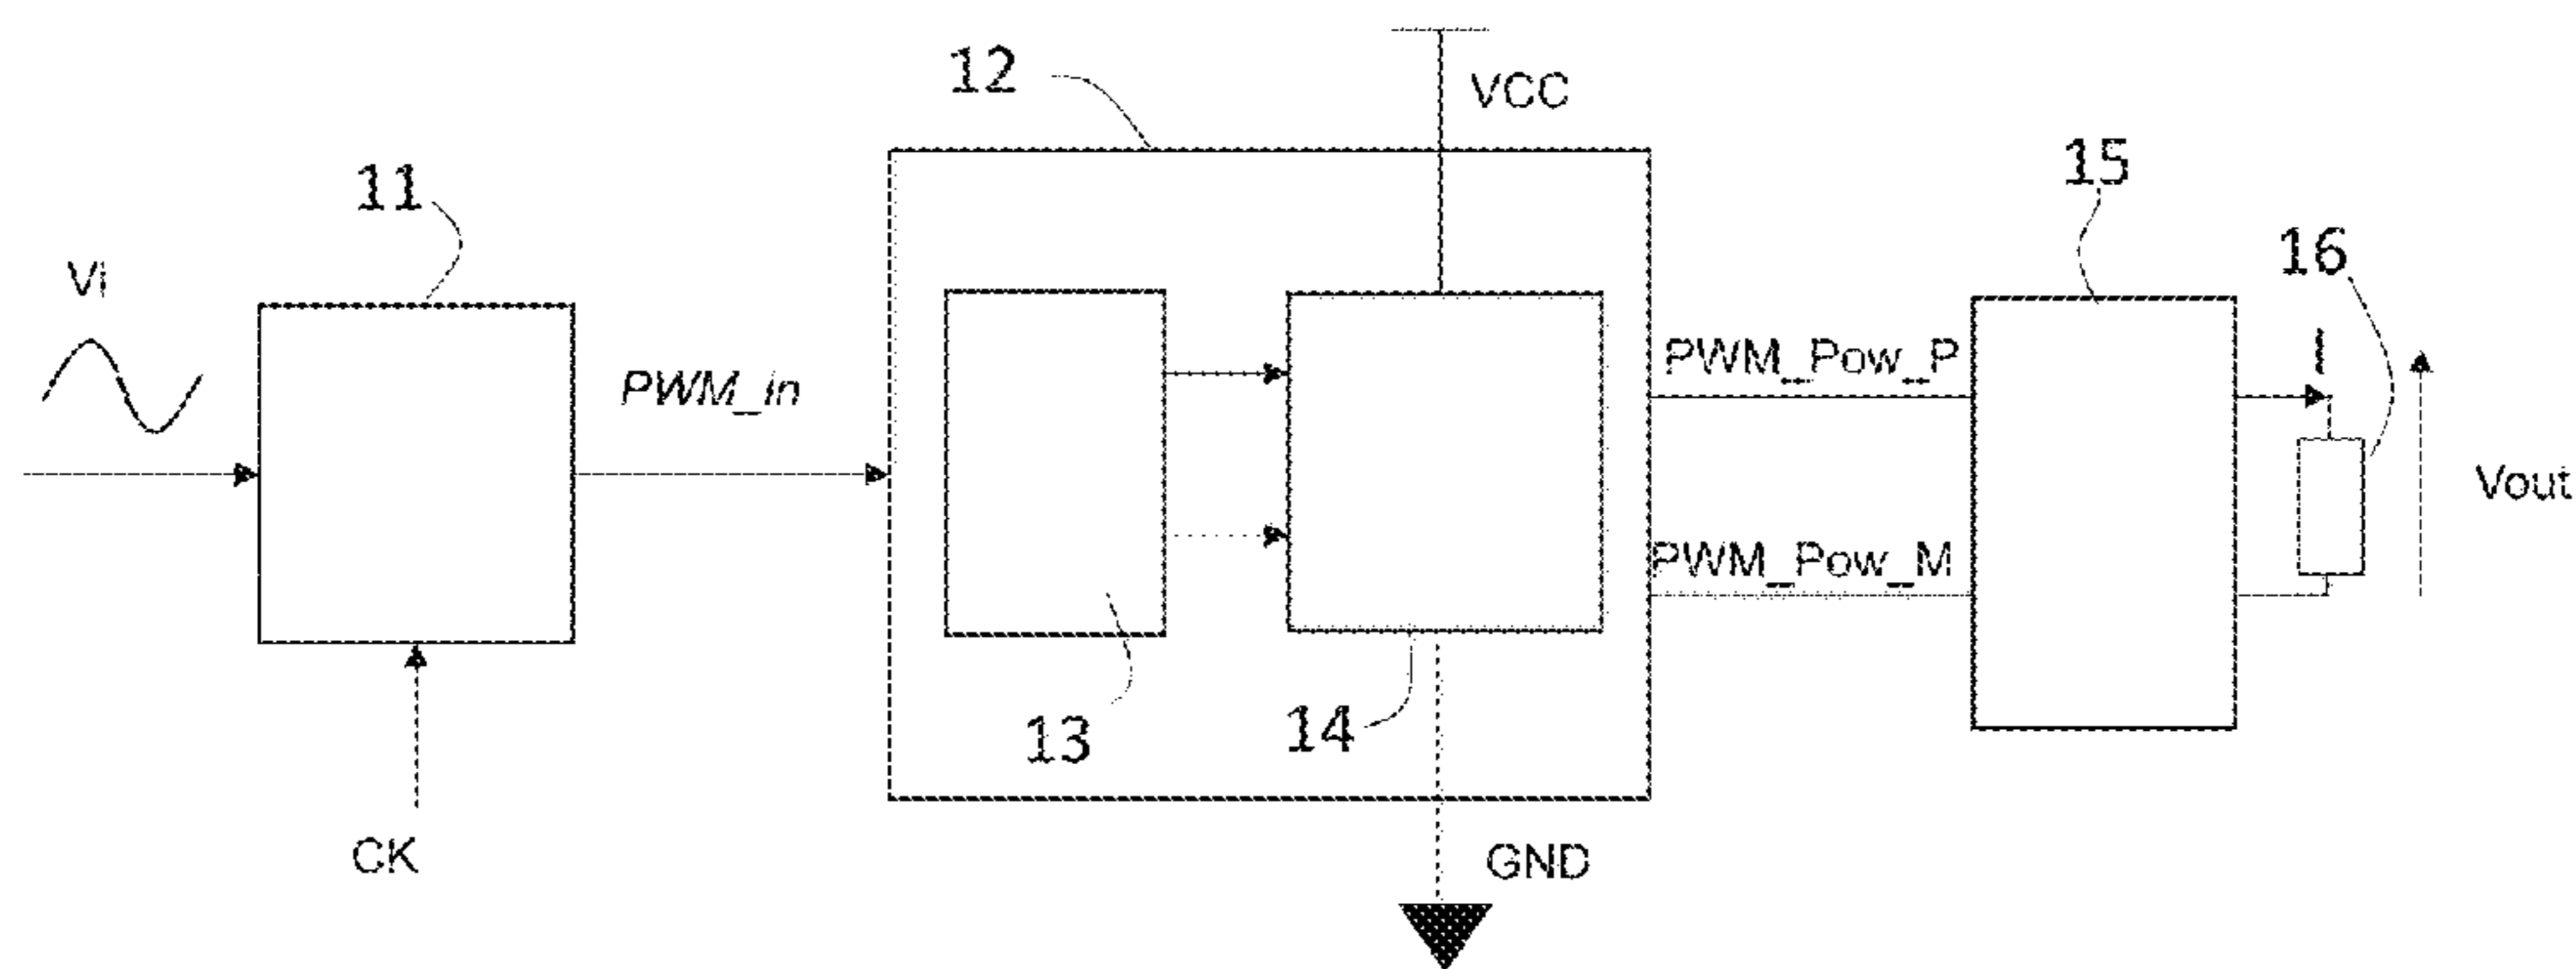 12
VCC
11
15
Vi
16
PWM_in
PWM_Pow_P
I
Vout
PWM_Pow_M
13
14
CK
GND